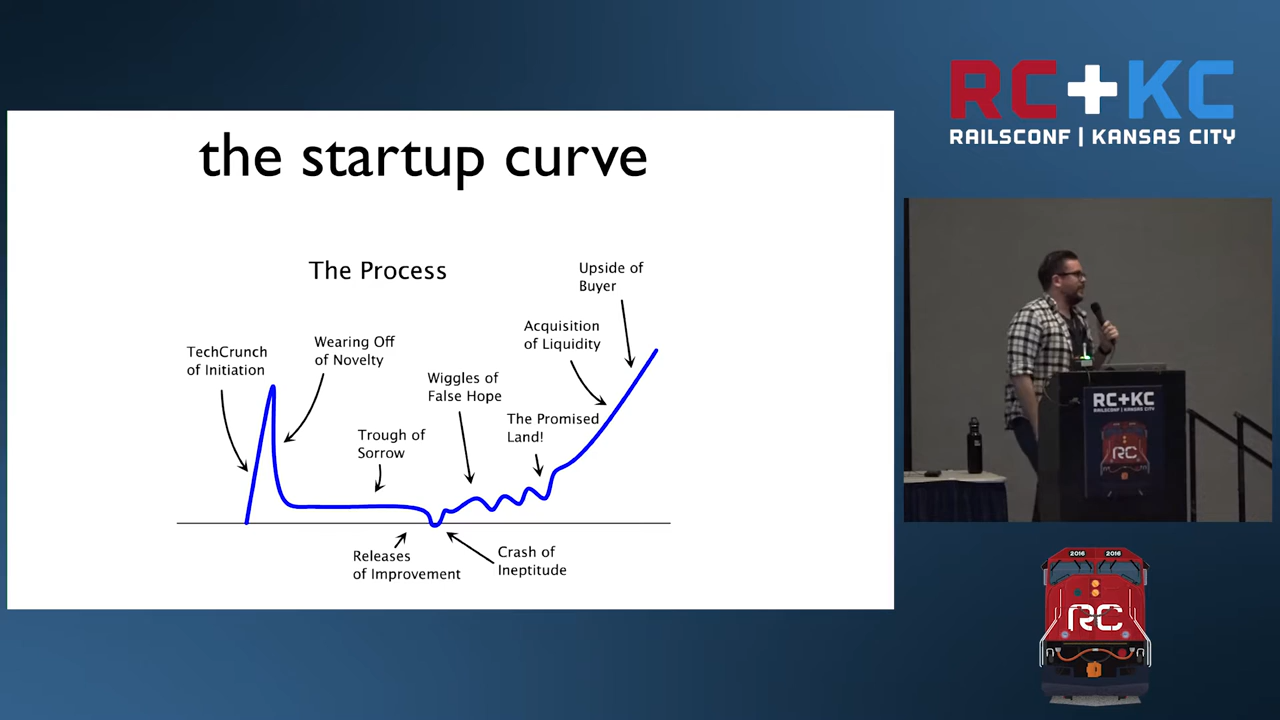 the startup curve
The Process
TechCrunch
of Initiation
Wearing Off
of Novelty
Trough of
Sorrow
Wiggles of
False Hope
The Promised
Land!
Acquisition
of Liquidity
Upside of
Buyer
Releases
of Improvement
Crash of
Ineptitude
RC+KC
RAILSCONF | KANSAS CITY
RC+KC
RAILSCONF | KANSAS CITY
RC
2016 2016
RC